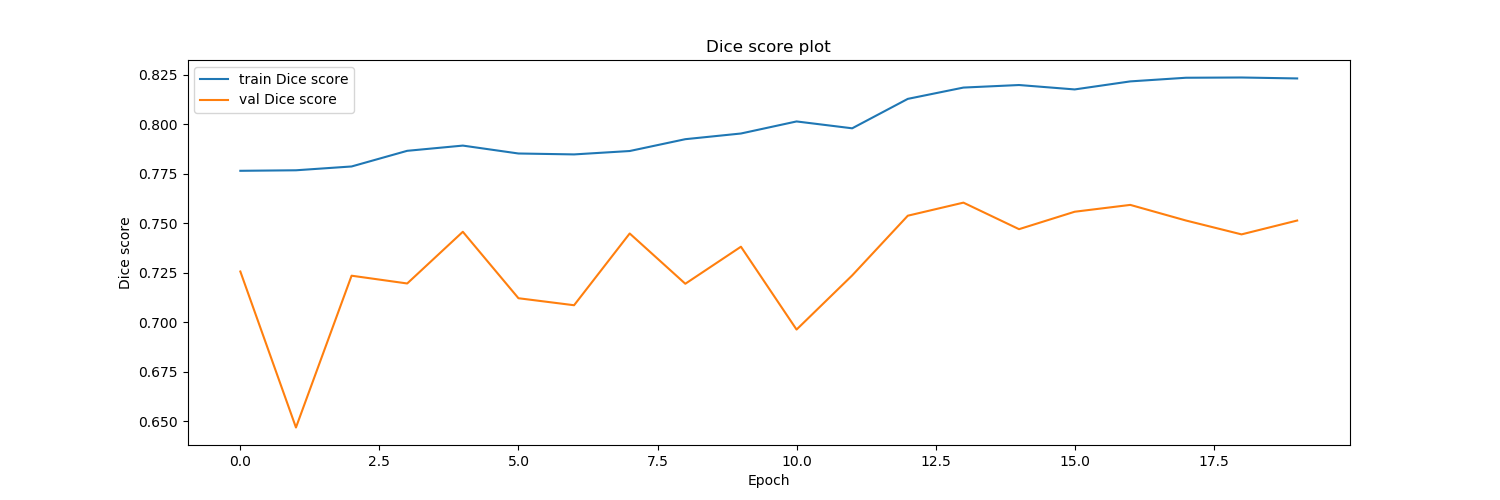 Dice score plot
train Dice score
val Dice score
0.825
0.800
0.775
0.750
0.725
0.700
0.675
0.650
Dice score
0.0 2.5 5.0 7.5 10.0 12.5 15.0 17.5
Epoch